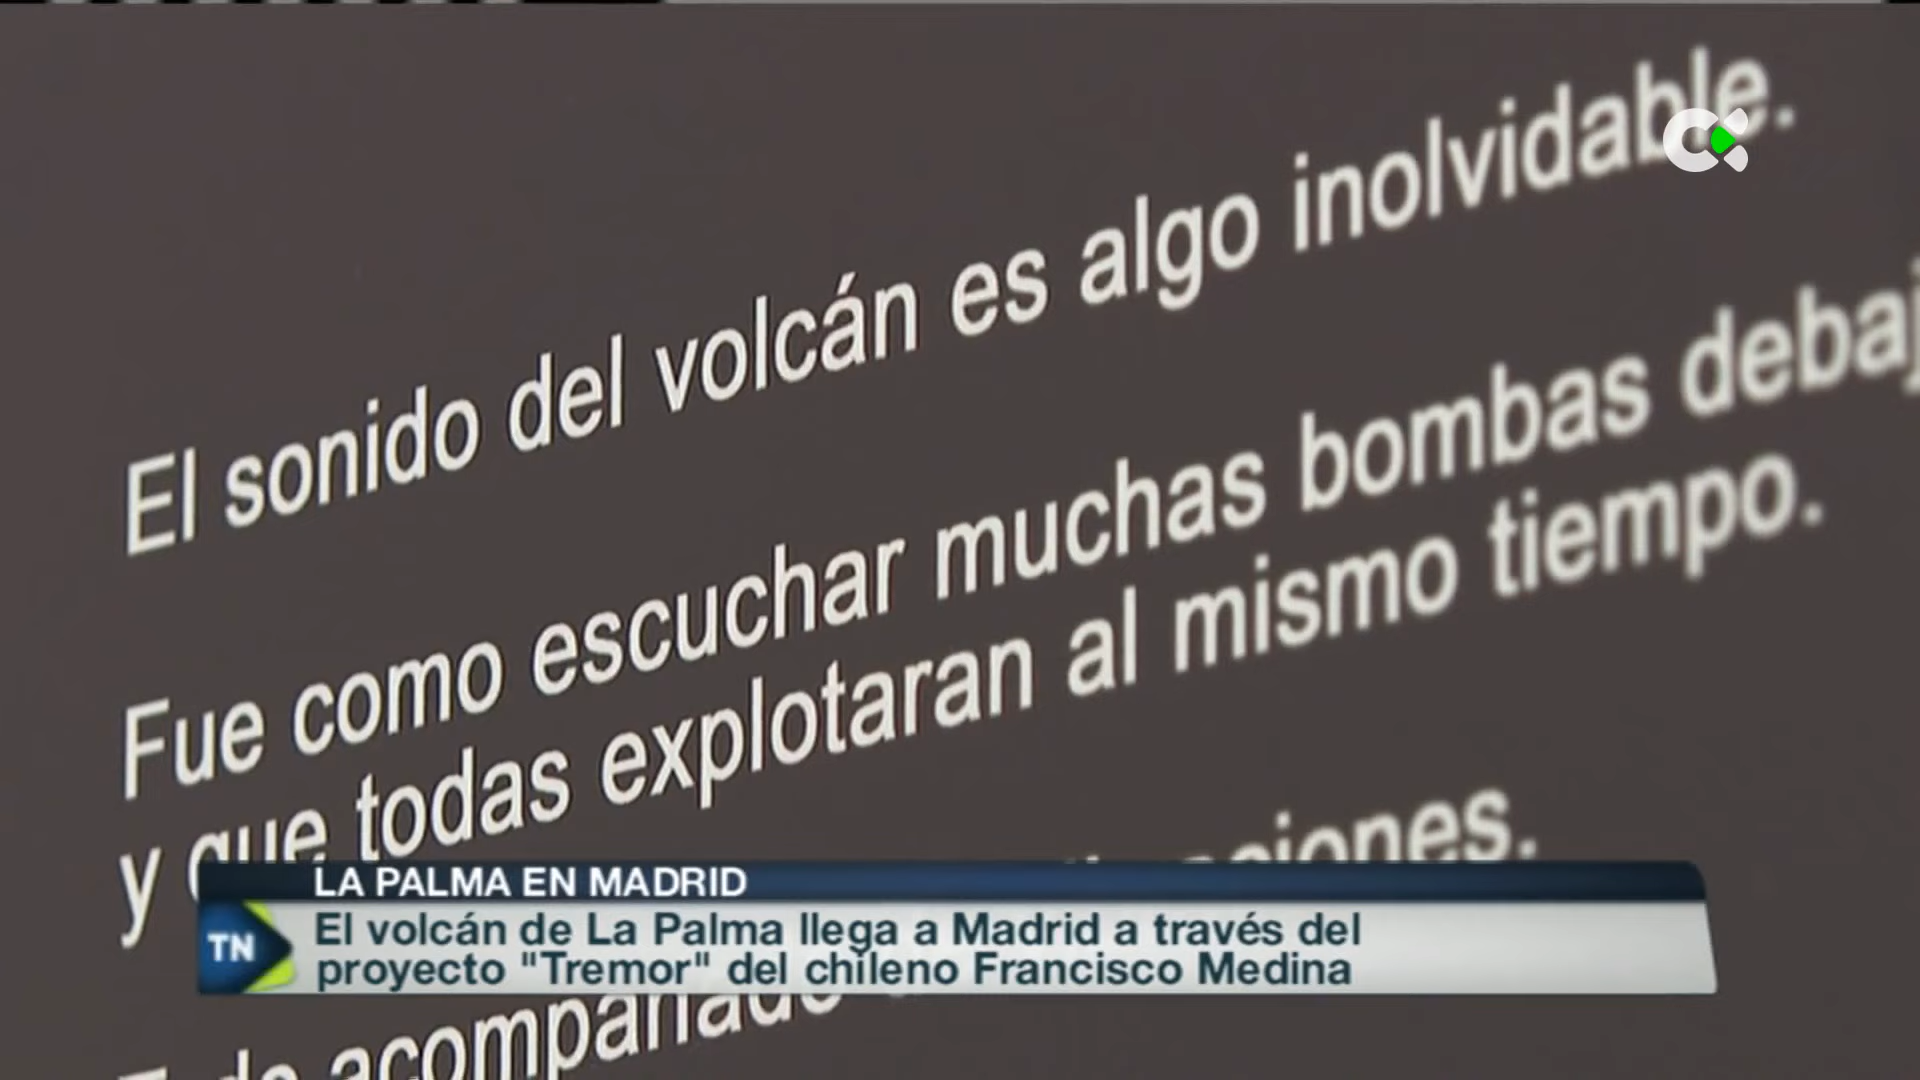 El sonido del volcán es algo inolvidable.
Fue como escuchar muchas bombas
y que todas explotaran al mismo tiempo.
LA PALMA EN MADRID
TN
El volcán de La Palma llega a Madrid a través del
proyecto "Tremor" del chileno Francisco Medina